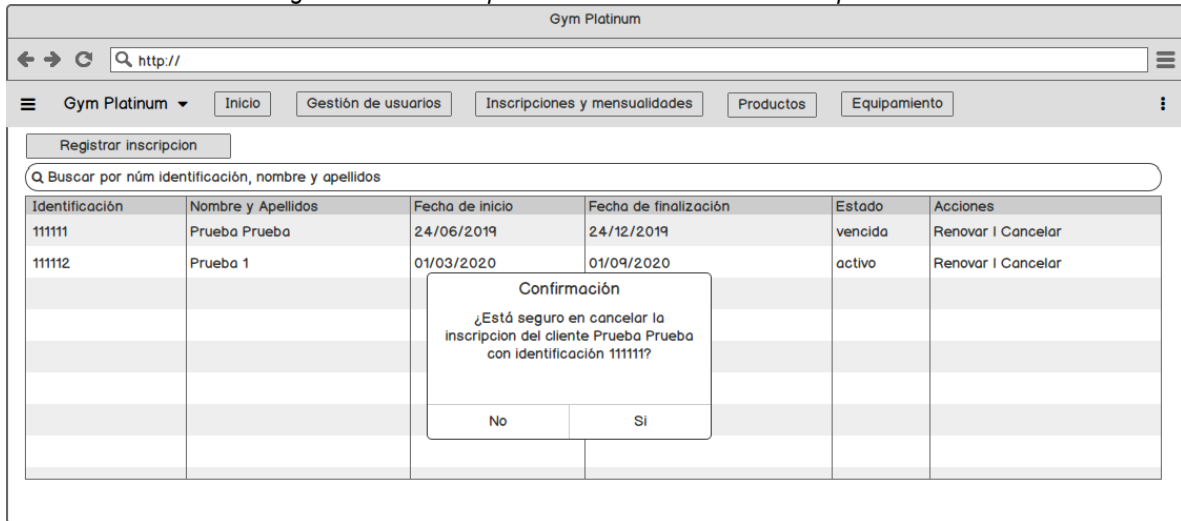 Gym Platinum
http://
Gym Platinum Inicio Gestión de usuarios Inscripciones y mensualidades Productos Equipamiento
Registrar inscripcion
Buscar por núm identificación, nombre y apellidos
Identificación Nombre y Apellidos Fecha de inicio Fecha de finalización Estado Acciones
111111 Prueba Prueba 24/06/2019 24/12/2019 vencida Renovar | Cancelar
111112 Prueba 1 01/03/2020 01/09/2020 activo Renovar | Cancelar
Confirmación
¿Está seguro en cancelar la
inscripcion del cliente Prueba Prueba
con identificación 111111?
No Si